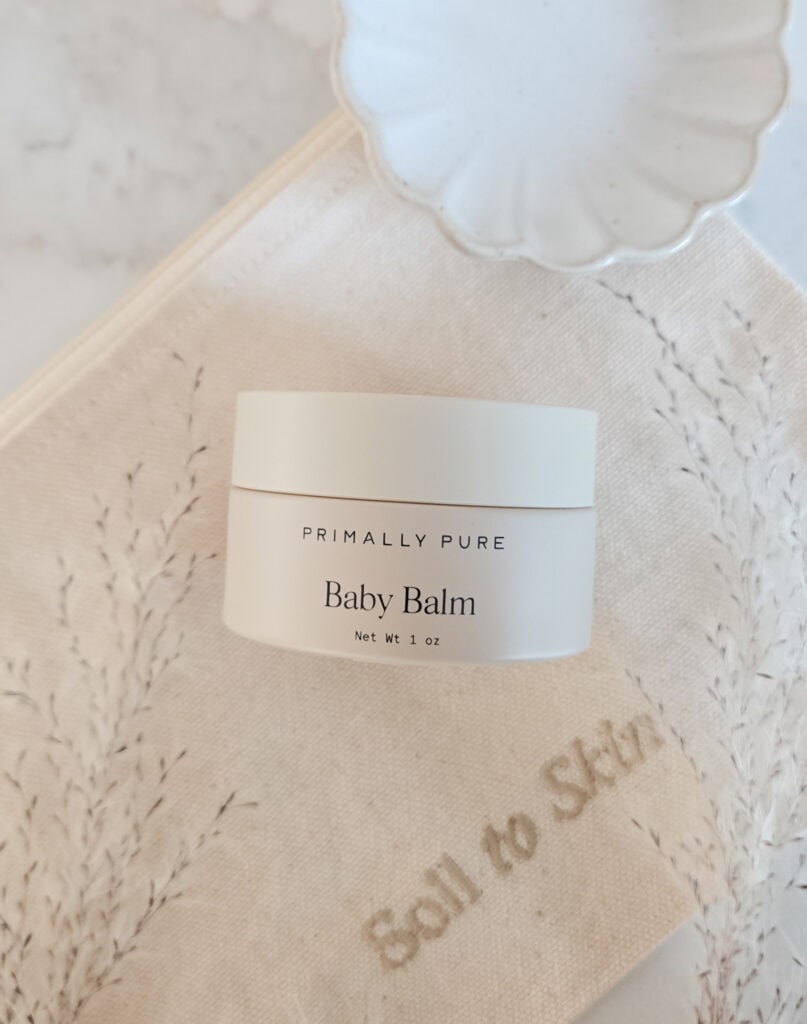 PRIMALLY PURE
Baby Balm
Net Wt 1 oz
Soil to Skin